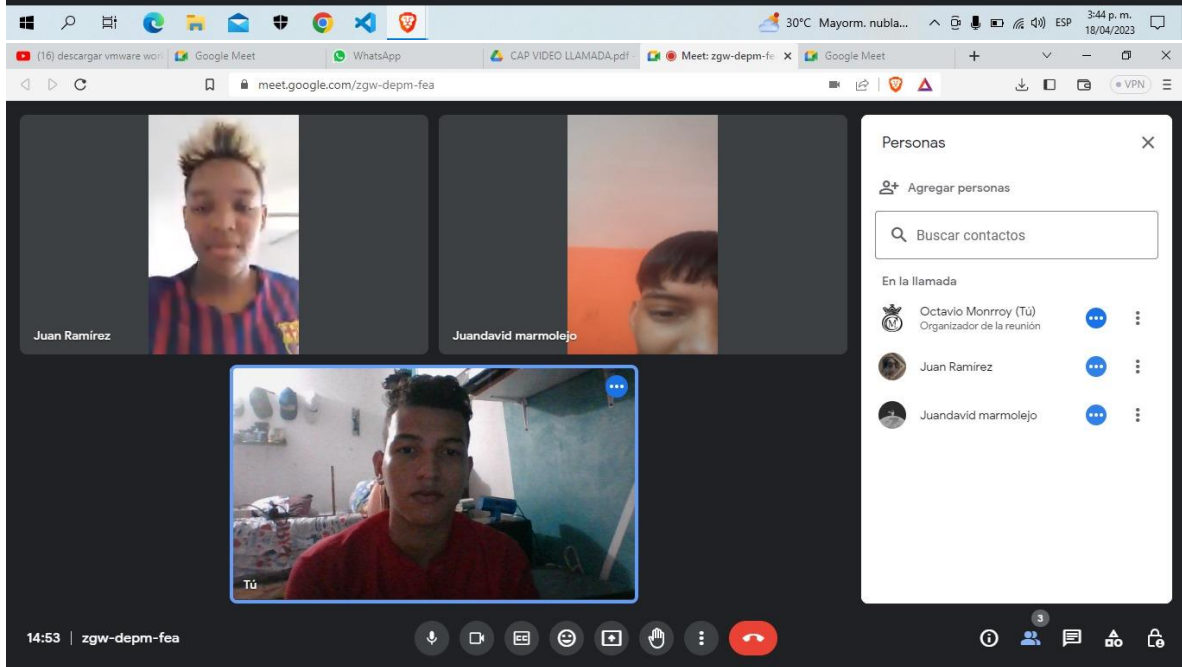 30°C Mayorm. nubla...
ESP
3:44 p. m.
18/04/2023
(16) descargar vmware wor
Google Meet
WhatsApp
CAP VIDEO LLAMADA.pdf -
Meet: zgw-depm-fe
Google Meet
meet.google.com/zgw-depm-fea
VPN
Juan Ramírez
Juandavid marmolejo
Tú
Personas
Agregar personas
Buscar contactos
En la llamada
Octavio Monrroy (Tú)
Organizador de la reunión
Juan Ramírez
Juandavid marmolejo
14:53 | zgw-depm-fea
CC
3